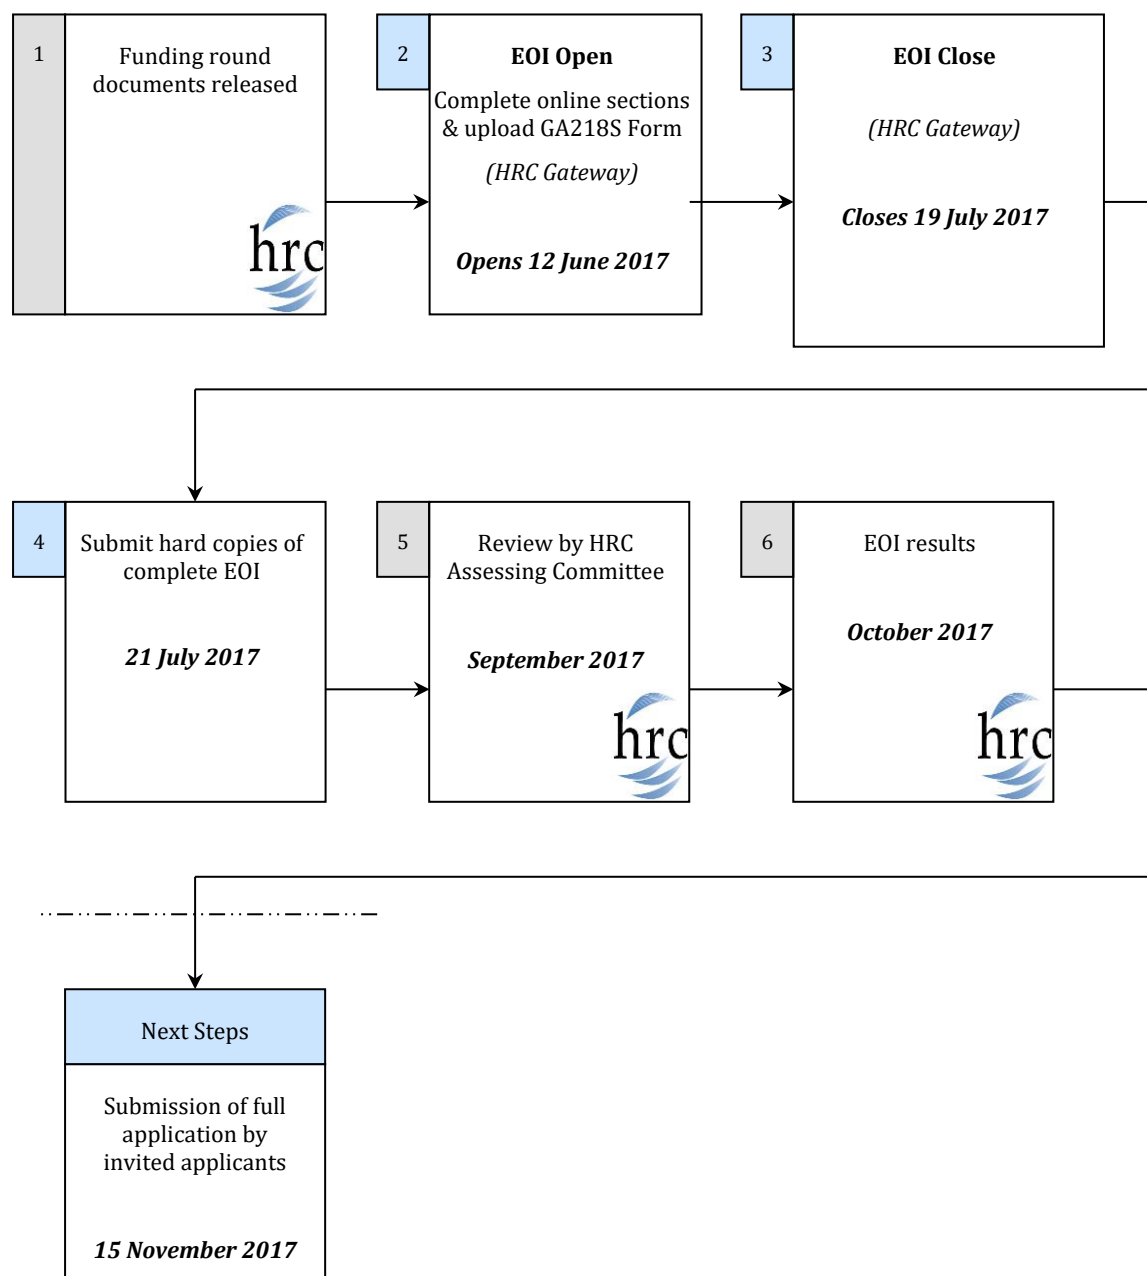 1
Funding round
documents released
hrc
2
EOI Open
Complete online sections
& upload GA218S Form
(HRC Gateway)
Opens 12 June 2017
3
EOI Close
(HRC Gateway)
Closes 19 July 2017
4
Submit hard copies of
complete EOI
21 July 2017
5
Review by HRC
Assessing Committee
September 2017
hrc
6
EOI results
October 2017
hrc
Next Steps
Submission of full
application by
invited applicants
15 November 2017